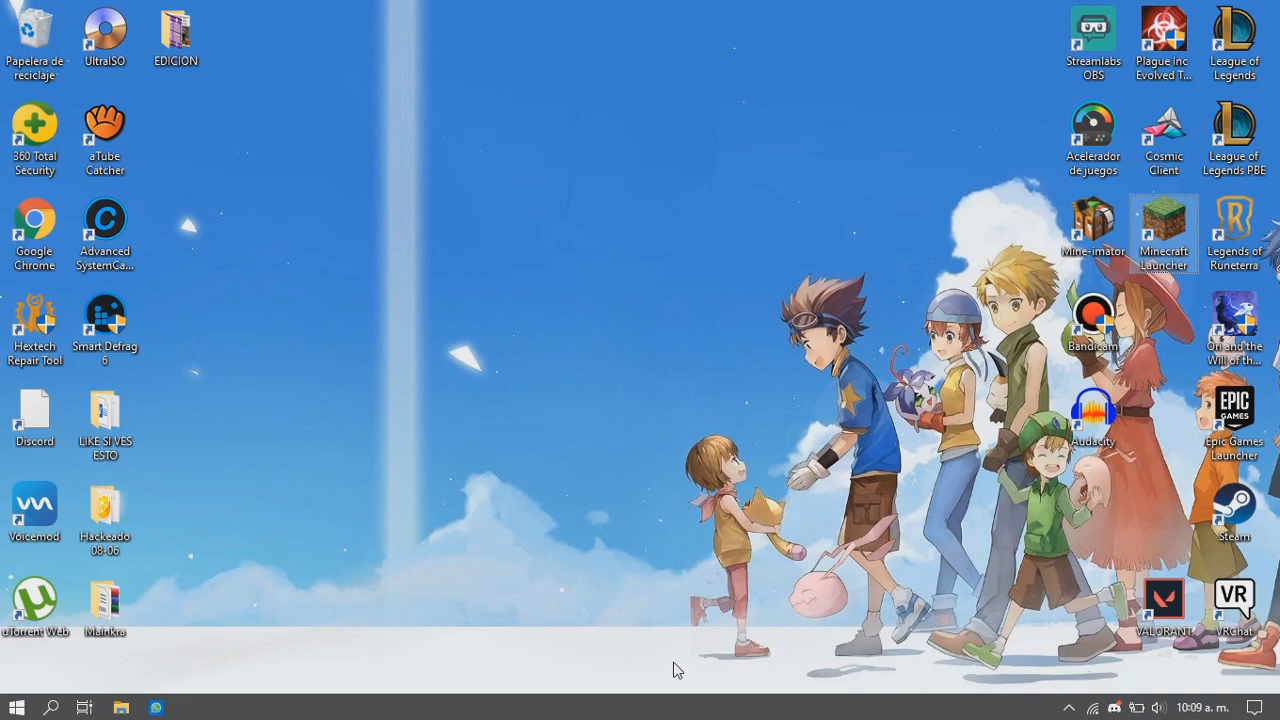 Papelera de
reciclaje
UltraISO
EDICION
360 Total
Security
aTube
Catcher
Google
Chrome
Advanced
SystemCa...
Hextech
Repair Tool
Smart Defrag
6
Discord
LIKE SI VES
ESTO
Voicemod
Hackeado
08-06
uTorrent Web
Mainkra
Streamlabs
OBS
Plague Inc
Evolved T...
League of
Legends
Acelerador
de juegos
Cosmic
Client
League of
Legends PBE
Mine-imator
Minecraft
Launcher
Legends of
Runeterra
Bandicam
Ori and the
Will of th...
Audacity
EPIC
GAMES
Epic Games
Launcher
Steam
VALORANT
VR
VRChat
10:09 a. m.